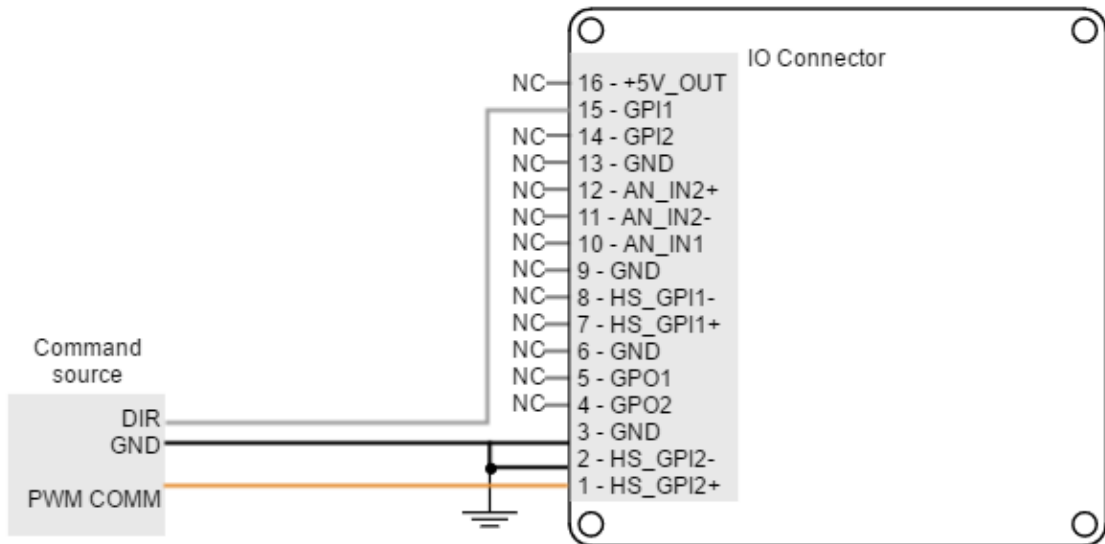 IO Connector
NC 16 - +5V_OUT
15 - GPI1
NC 14 - GPI2
NC 13 - GND
NC 12 - AN_IN2+
NC 11 - AN_IN2-
NC 10 - AN_IN1
NC 9 - GND
NC 8 - HS_GPI1-
NC 7 - HS_GPI1+
NC 6 - GND
NC 5 - GPO1
NC 4 - GPO2
3 - GND
2 - HS_GPI2-
1 - HS_GPI2+
Command
source
DIR
GND
PWM COMM